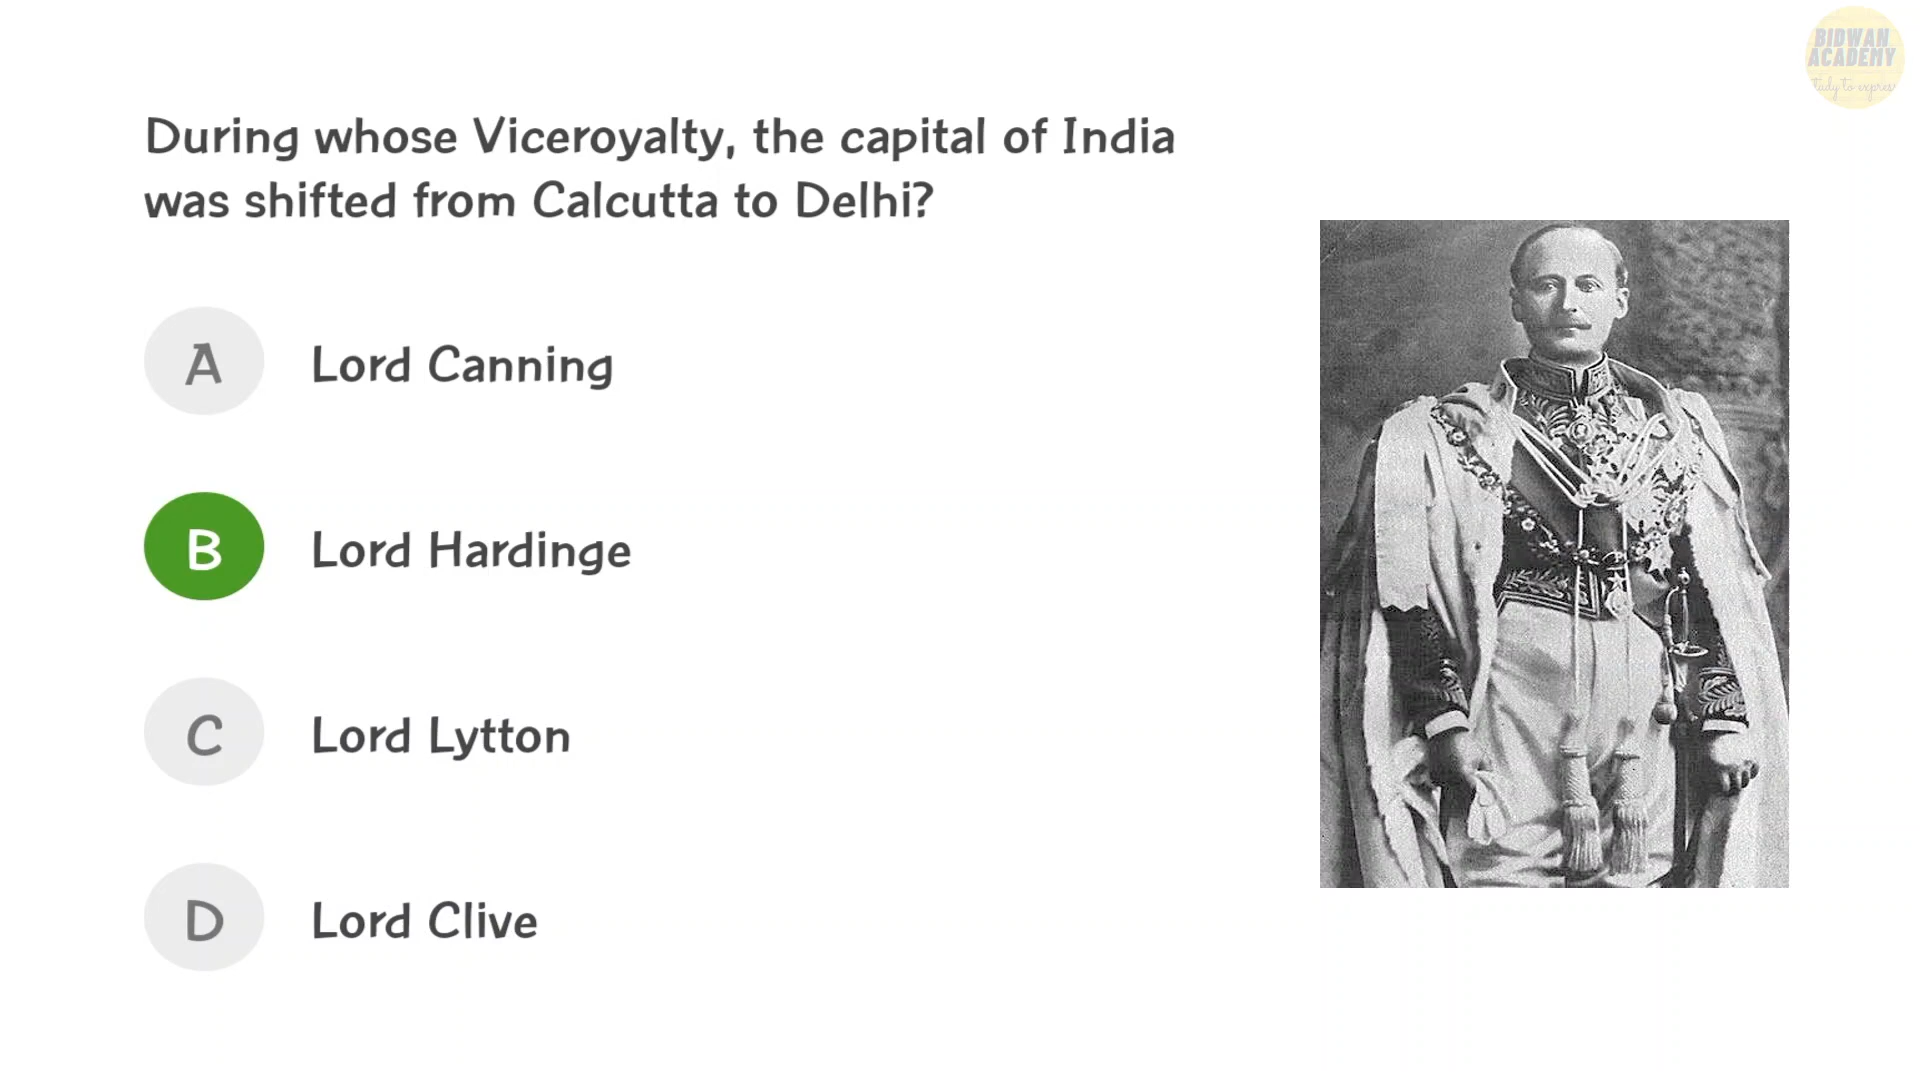 BIDWAN
ACADEMY
During whose Viceroyalty, the capital of India
was shifted from Calcutta to Delhi?
A Lord Canning
B Lord Hardinge
C Lord Lytton
D Lord Clive